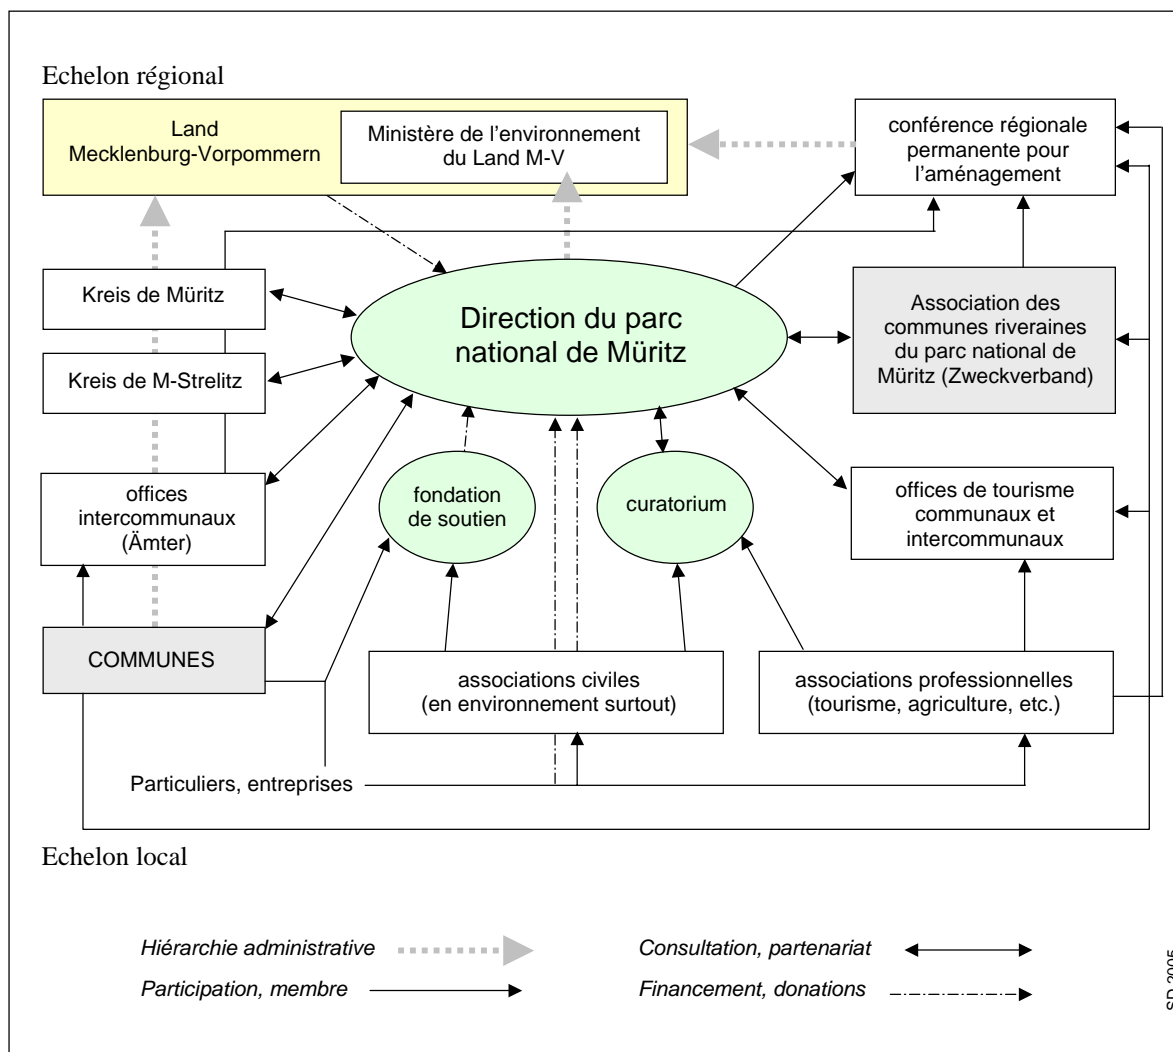 Echelon régional
Land
Mecklenburg-Vorpommern
Ministère de l'environnement
du Land M-V
conférence régionale
permanente pour
l'aménagement
Kreis de Müritz
Kreis de M-Strelitz
Direction du parc
national de Müritz
Association des
communes riveraines
du parc national de
Müritz (Zweckverband)
offices
intercommunaux
(Ämter)
fondation
de soutien
curatorium
offices de tourisme
communaux et
intercommunaux
COMMUNES
associations civiles
(en environnement surtout)
associations professionnelles
(tourisme, agriculture, etc.)
Particuliers, entreprises
Echelon local
Hiérarchie administrative
Consultation, partenariat
Participation, membre
Financement, donations
SD 2005